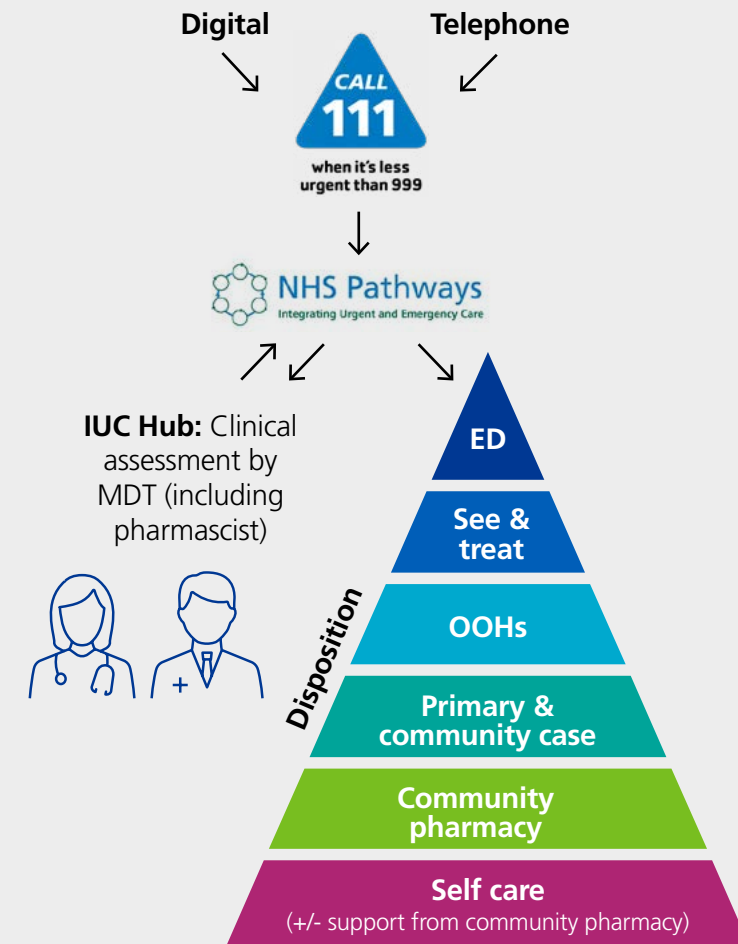 Digital
Telephone
CALL
111
when it's less
urgent than 999
NHS Pathways
Integrating Urgent and Emergency Care
IUC Hub: Clinical
assessment by
MDT (including
pharmascist)
Disposition
ED
See &
treat
OOHs
Primary &
community case
Community
pharmacy
Self care
(+/- support from community pharmacy)